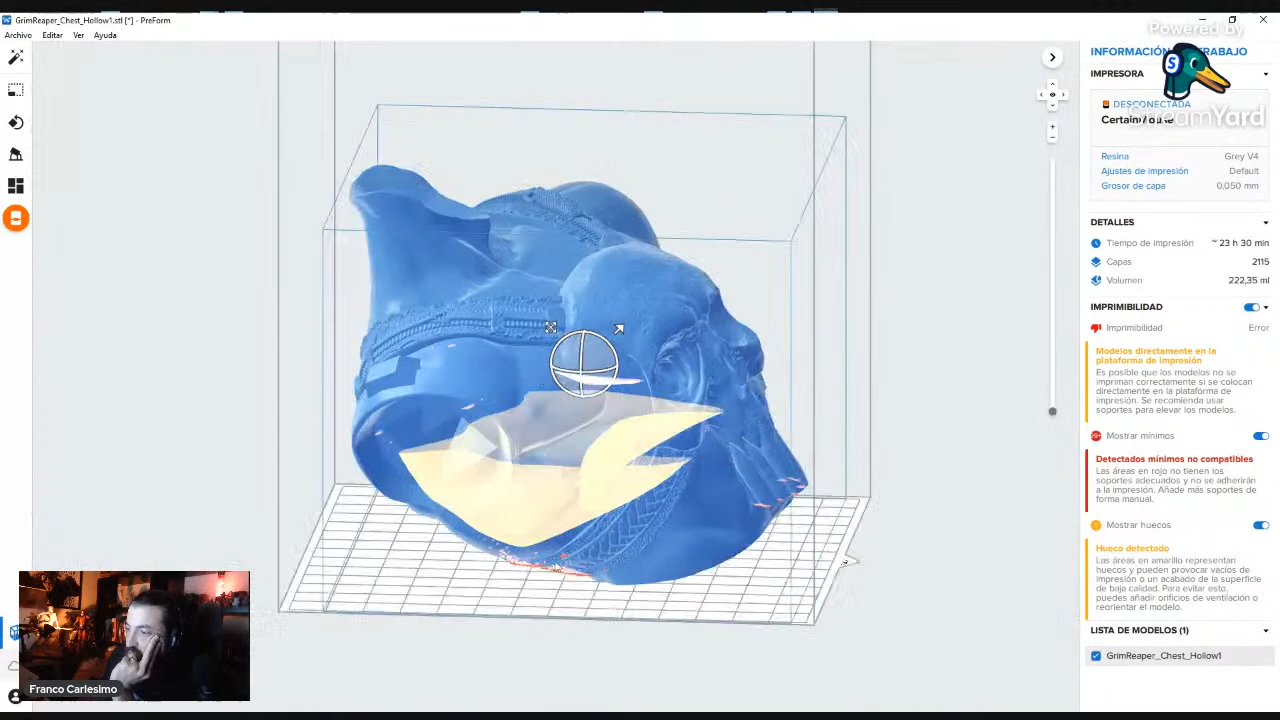 GrimReaper_Chest_Hollow1.stl [*] - PreForm
Archivo Editar Ver Ayuda
Powered by
StreamYard
INFORMACIÓN TRABAJO
IMPRESORA
DESCONECTADA
CertainMouse
Resina Grey V4
Ajustes de impresión Default
Grosor de capa 0,050 mm
DETALLES
Tiempo de impresión ~ 23 h 30 min
Capas 2115
Volumen 222,35 ml
IMPRIMIBILIDAD
Imprimibilidad Error
Modelos directamente en la
plataforma de impresión
Es posible que los modelos no se
impriman correctamente si se colocan
directamente en la plataforma de
impresión. Se recomienda usar
soportes para elevar los modelos.
Mostrar mínimos
Detectados mínimos no compatibles
Las áreas en rojo no tienen los
soportes adecuados y no se adherirán
a la impresión. Añade más soportes de
forma manual.
Mostrar huecos
Hueco detectado
Las áreas en amarillo representan
huecos y pueden provocar vacíos de
impresión o un acabado de la superficie
de baja calidad. Para evitar esto,
puedes añadir orificios de ventilación o
reorientar el modelo.
LISTA DE MODELOS (1)
GrimReaper_Chest_Hollow1
Franco Carlesimo